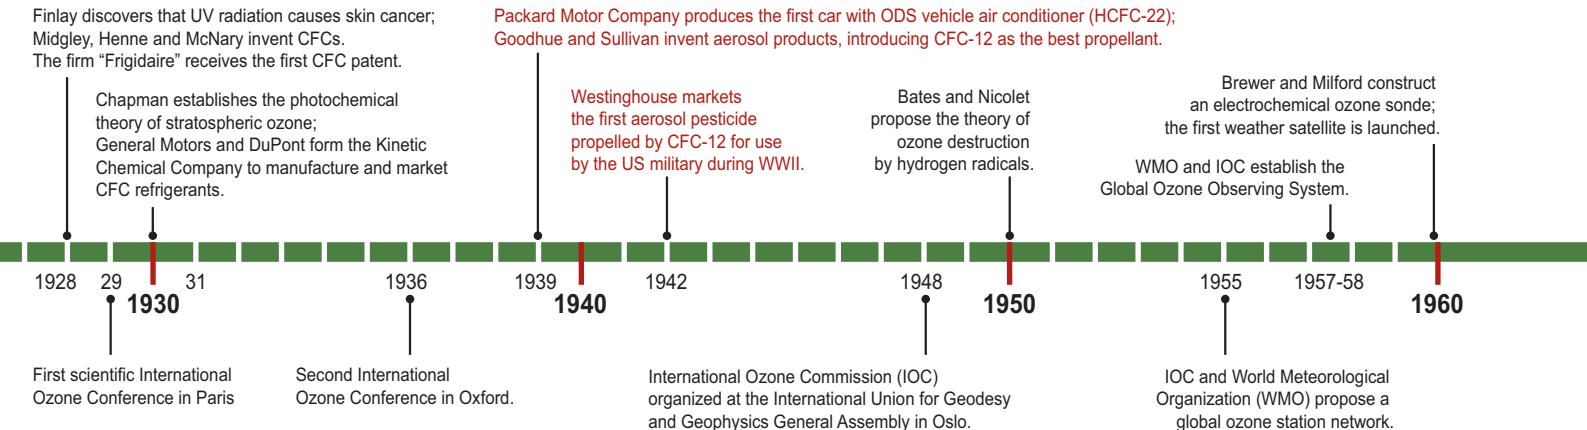 Finlay discovers that UV radiation causes skin cancer;
Midgley, Henne and McNary invent CFCs.
The firm “Frigidaire” receives the first CFC patent.
Chapman establishes the photochemical
theory of stratospheric ozone;
General Motors and DuPont form the Kinetic
Chemical Company to manufacture and market
CFC refrigerants.
Packard Motor Company produces the first car with ODS vehicle air conditioner (HCFC-22);
Goodhue and Sullivan invent aerosol products, introducing CFC-12 as the best propellant.
Westinghouse markets
the first aerosol pesticide
propelled by CFC-12 for use
by the US military during WWII.
Bates and Nicolet
propose the theory of
ozone destruction
by hydrogen radicals.
Brewer and Milford construct
an electrochemical ozone sonde;
the first weather satellite is launched.
WMO and IOC establish the
Global Ozone Observing System.
1928 29 1930 31 1936 1939 1940 1942 1948 1950 1955 1957-58 1960
First scientific International
Ozone Conference in Paris
Second International
Ozone Conference in Oxford.
International Ozone Commission (IOC)
organized at the International Union for Geodesy
and Geophysics General Assembly in Oslo.
IOC and World Meteorological
Organization (WMO) propose a
global ozone station network.